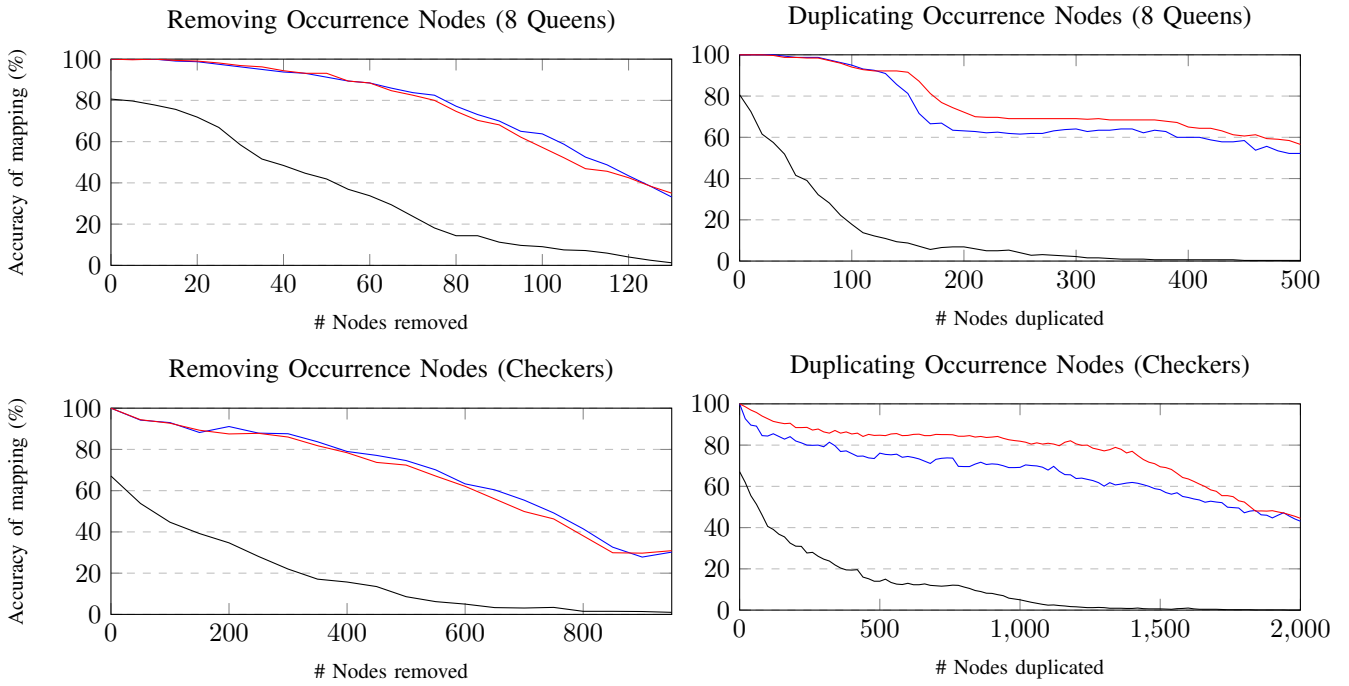 Removing Occurrence Nodes (8 Queens)
Accuracy of mapping (%)
100
80
60
40
20
0
0 20 40 60 80 100 120
# Nodes removed
Duplicating Occurrence Nodes (8 Queens)
100
80
60
40
20
0
0 100 200 300 400 500
# Nodes duplicated
Removing Occurrence Nodes (Checkers)
Accuracy of mapping (%)
100
80
60
40
20
0
0 200 400 600 800
# Nodes removed
Duplicating Occurrence Nodes (Checkers)
100
80
60
40
20
0
0 500 1,000 1,500 2,000
# Nodes duplicated